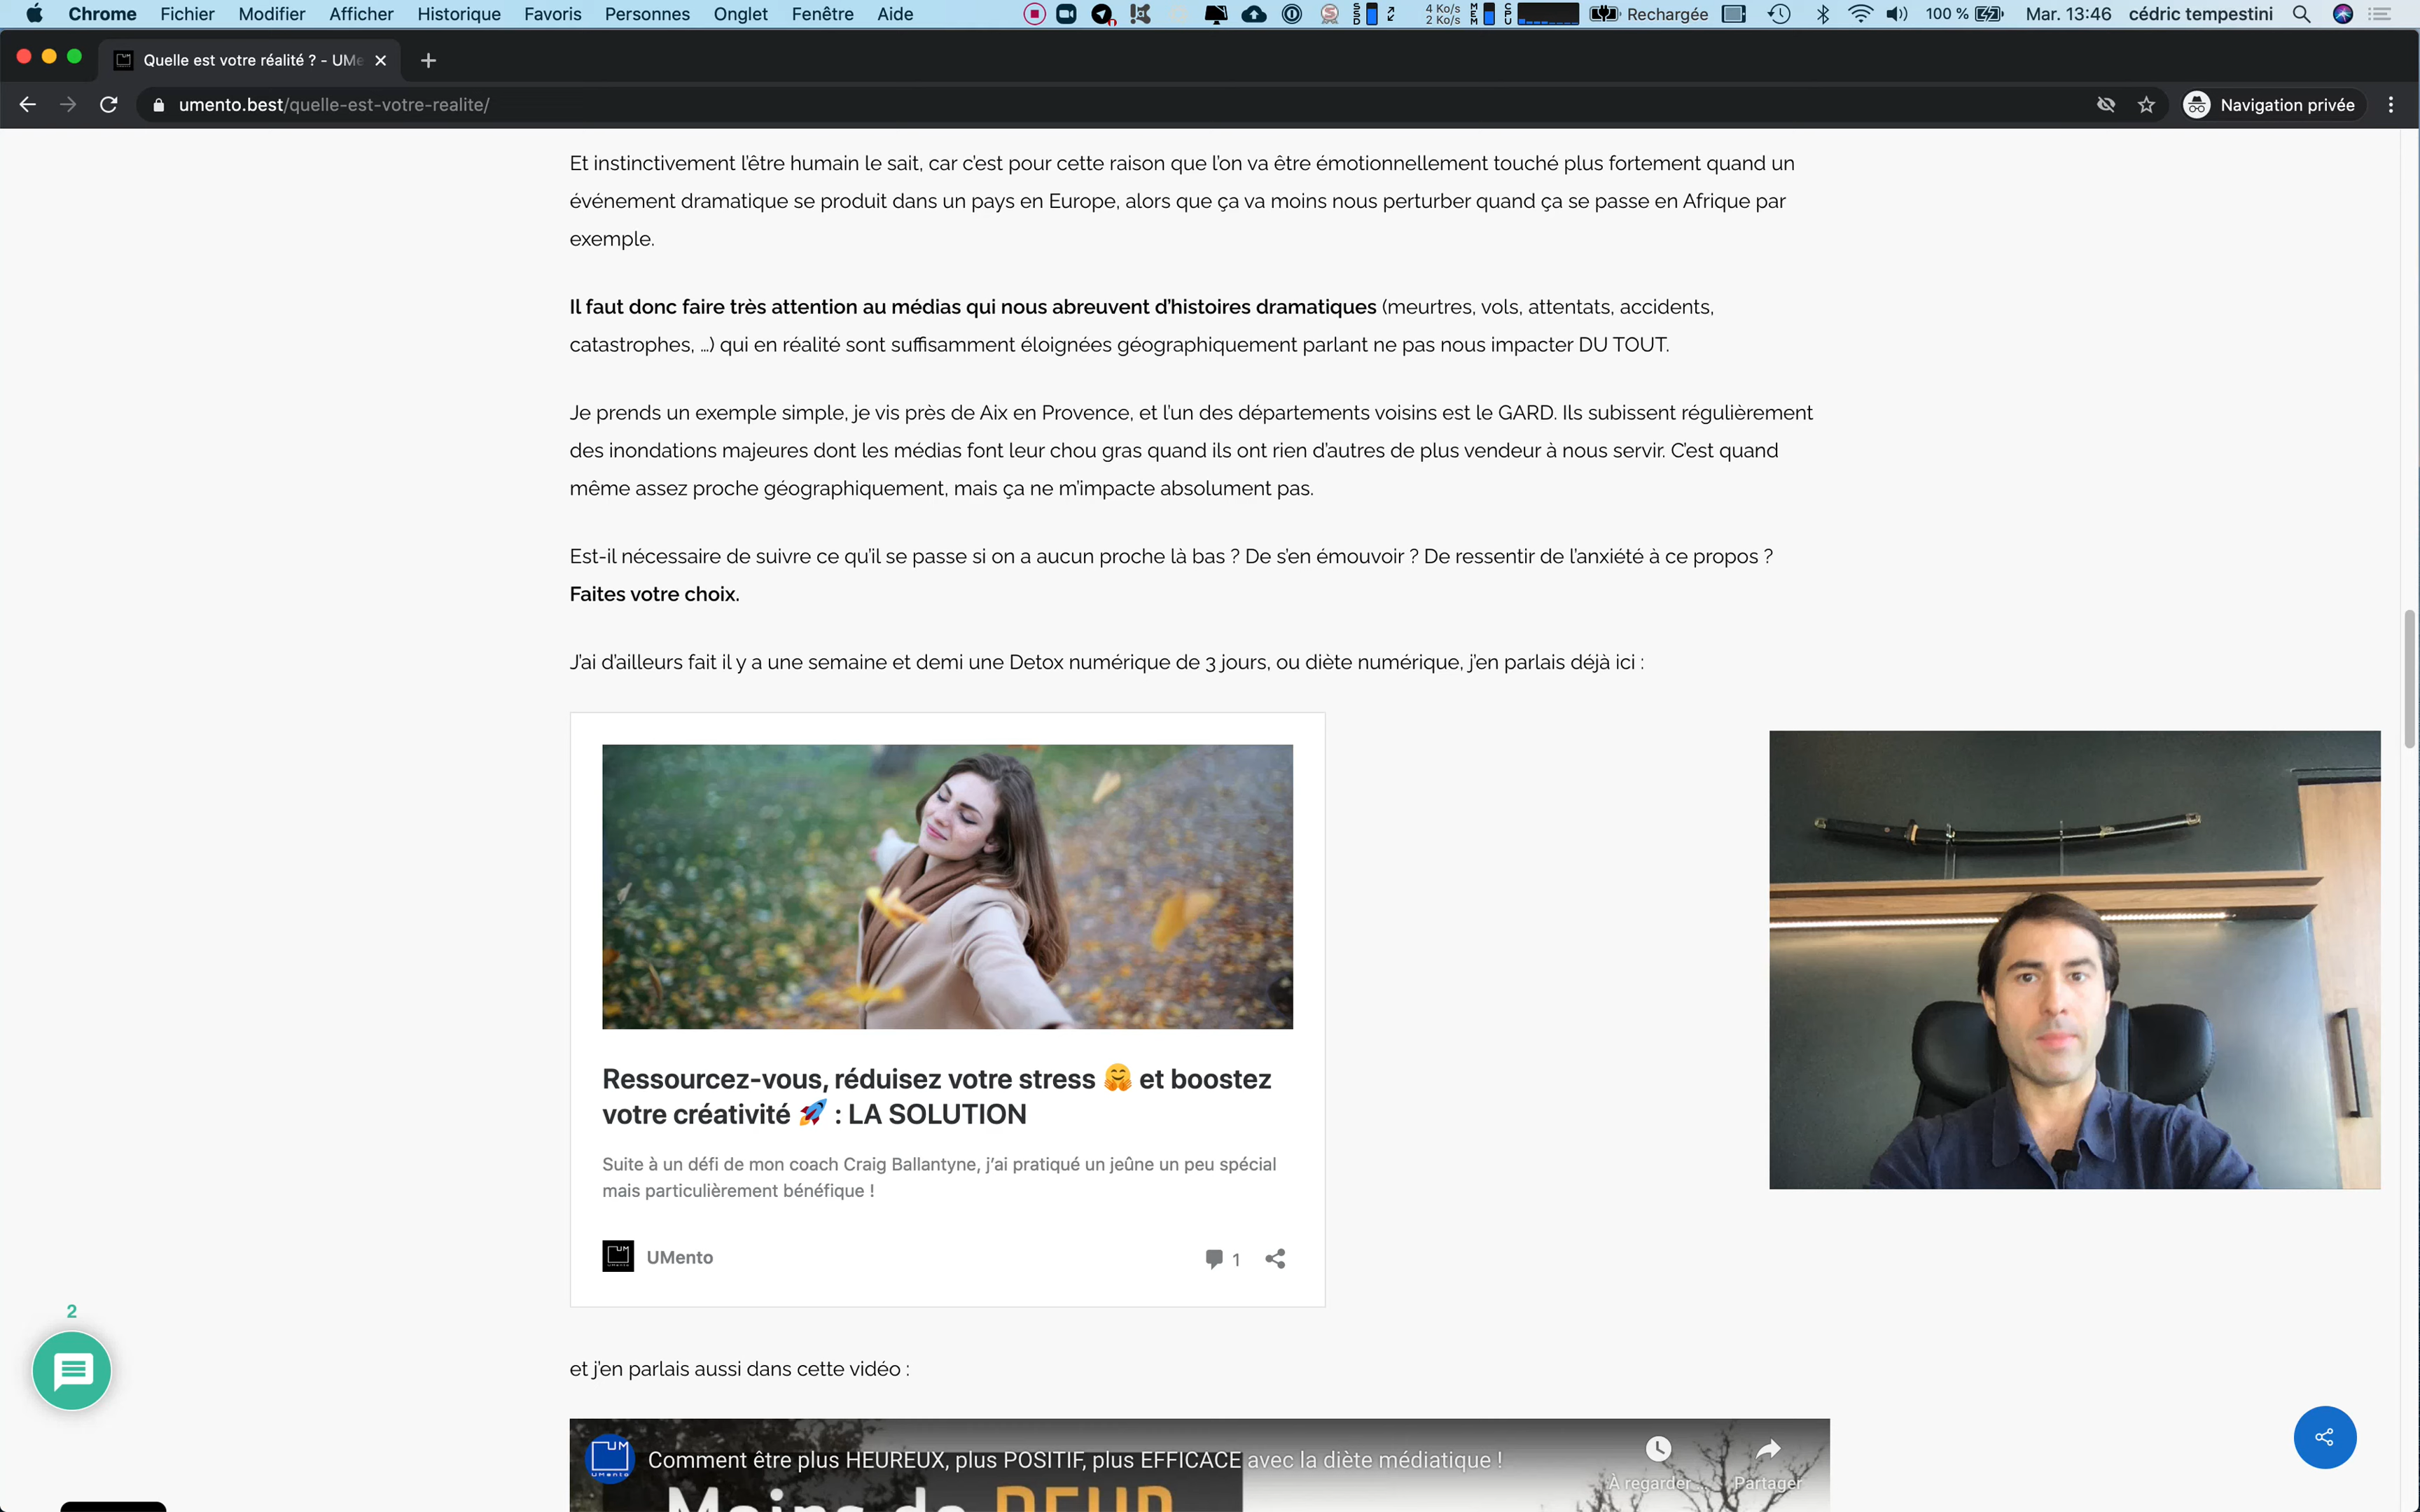 Chrome Fichier Modifier Afficher Historique Favoris Personnes Onglet Fenêtre Aide
4 Ko/s
2 Ko/s
Rechargée
100 %
Mar. 13:46 cédric tempestini
Quelle est votre réalité ? - UMe
umento.best/quelle-est-votre-realite/
Navigation privée
Et instinctivement l'être humain le sait, car c'est pour cette raison que l'on va être émotionnellement touché plus fortement quand un
événement dramatique se produit dans un pays en Europe, alors que ça va moins nous perturber quand ça se passe en Afrique par
exemple.
Il faut donc faire très attention au médias qui nous abreuvent d'histoires dramatiques (meurtres, vols, attentats, accidents,
catastrophes, …) qui en réalité sont suffisamment éloignées géographiquement parlant ne pas nous impacter DU TOUT.
Je prends un exemple simple, je vis près de Aix en Provence, et l'un des départements voisins est le GARD. Ils subissent régulièrement
des inondations majeures dont les médias font leur chou gras quand ils ont rien d'autres de plus vendeur à nous servir. C'est quand
même assez proche géographiquement, mais ça ne m'impacte absolument pas.
Est-il nécessaire de suivre ce qu'il se passe si on a aucun proche là bas ? De s'en émouvoir ? De ressentir de l'anxiété à ce propos ?
Faites votre choix.
J'ai d'ailleurs fait il y a une semaine et demi une Detox numérique de 3 jours, ou diète numérique, j'en parlais déjà ici :
Ressourcez-vous, réduisez votre stress 🤗 et boostez
votre créativité 🚀 : LA SOLUTION
Suite à un défi de mon coach Craig Ballantyne, j'ai pratiqué un jeûne un peu spécial
mais particulièrement bénéfique !
UMento
1
2
et j'en parlais aussi dans cette vidéo :
UM
UMento
Comment être plus HEUREUX, plus POSITIF, plus EFFICACE avec la diète médiatique !
À regarder
Partager
Moins de PEUR